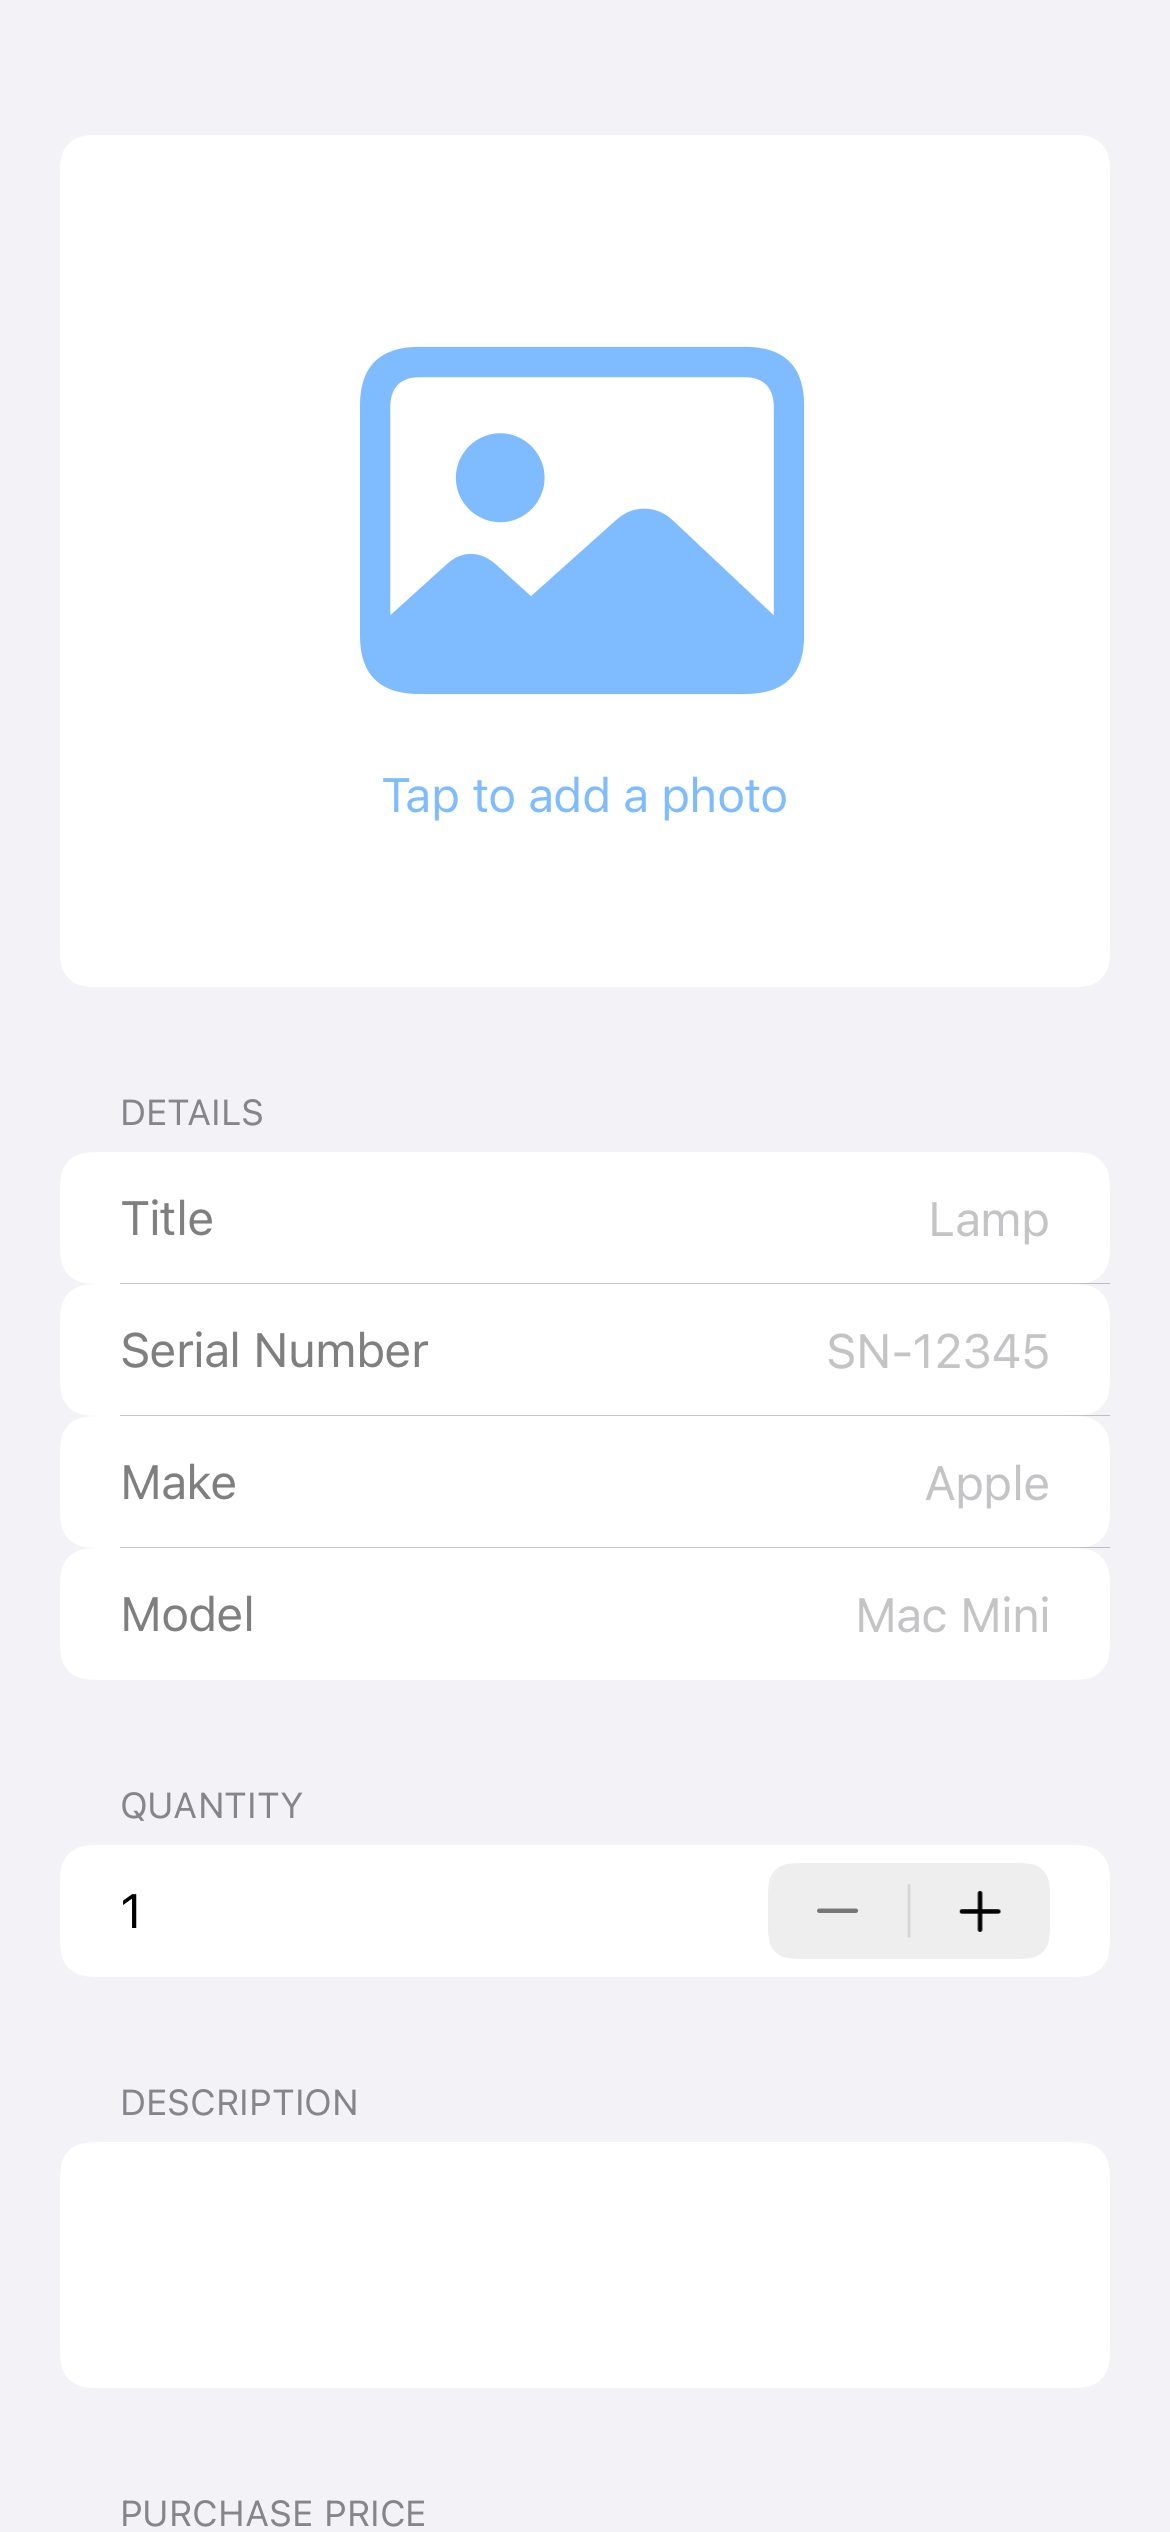 Tap to add a photo
DETAILS
Title Lamp
Serial Number SN-12345
Make Apple
Model Mac Mini
QUANTITY
1
DESCRIPTION
PURCHASE PRICE